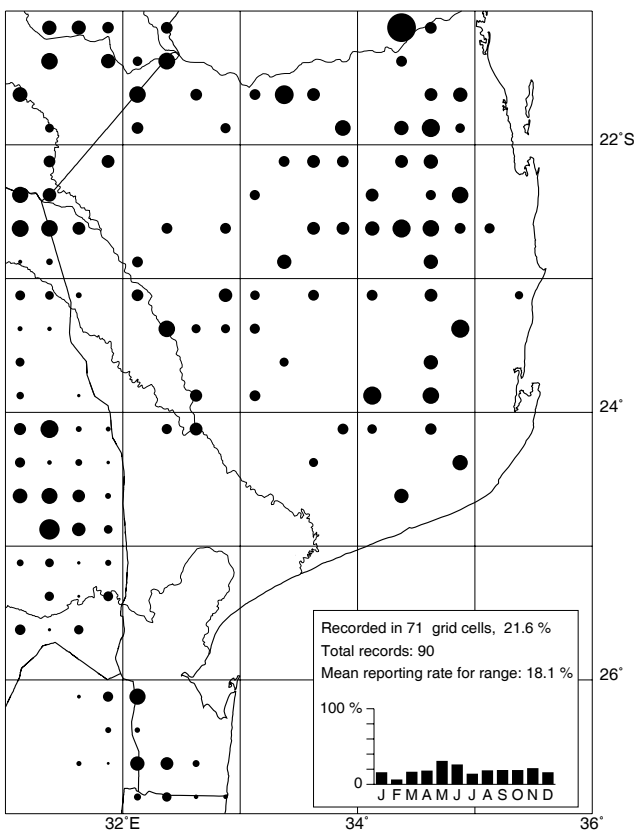 22˚S
24˚
Recorded in 71 grid cells, 21.6 %
Total records: 90
Mean reporting rate for range: 18.1 %
26˚
100 %
0
J F M A M J J A S O N D
32˚E
34˚
36˚